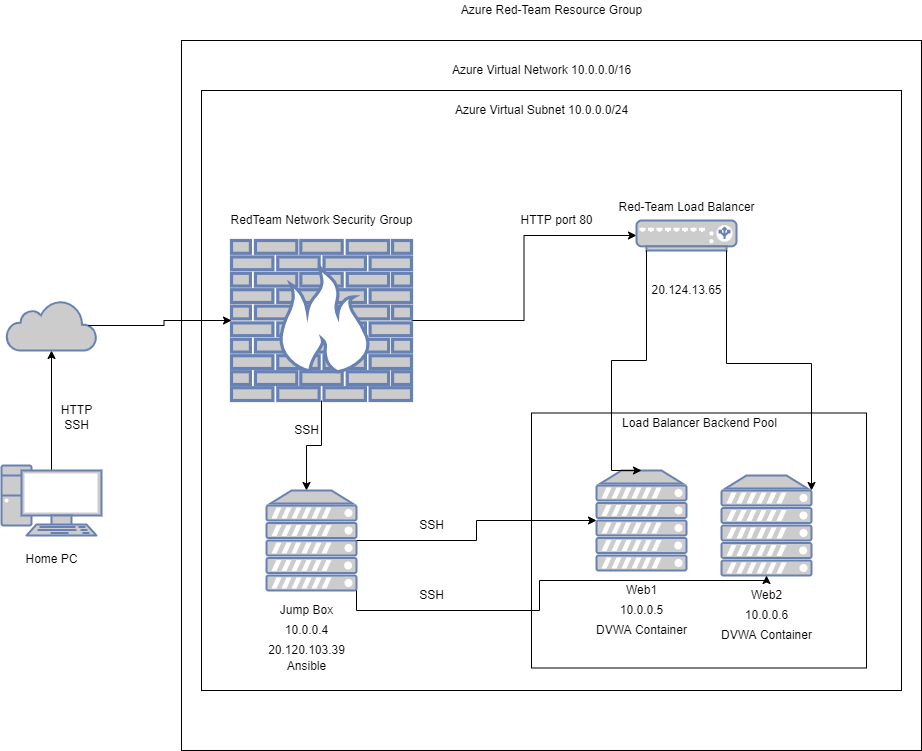 Azure Red-Team Resource Group
Azure Virtual Network 10.0.0.0/16
Azure Virtual Subnet 10.0.0.0/24
RedTeam Network Security Group
HTTP port 80
Red-Team Load Balancer
20.124.13.65
HTTP
SSH
Home PC
SSH
Load Balancer Backend Pool
SSH
SSH
Jump Box
10.0.0.4
20.120.103.39
Ansible
Web1
10.0.0.5
DVWA Container
Web2
10.0.0.6
DVWA Container